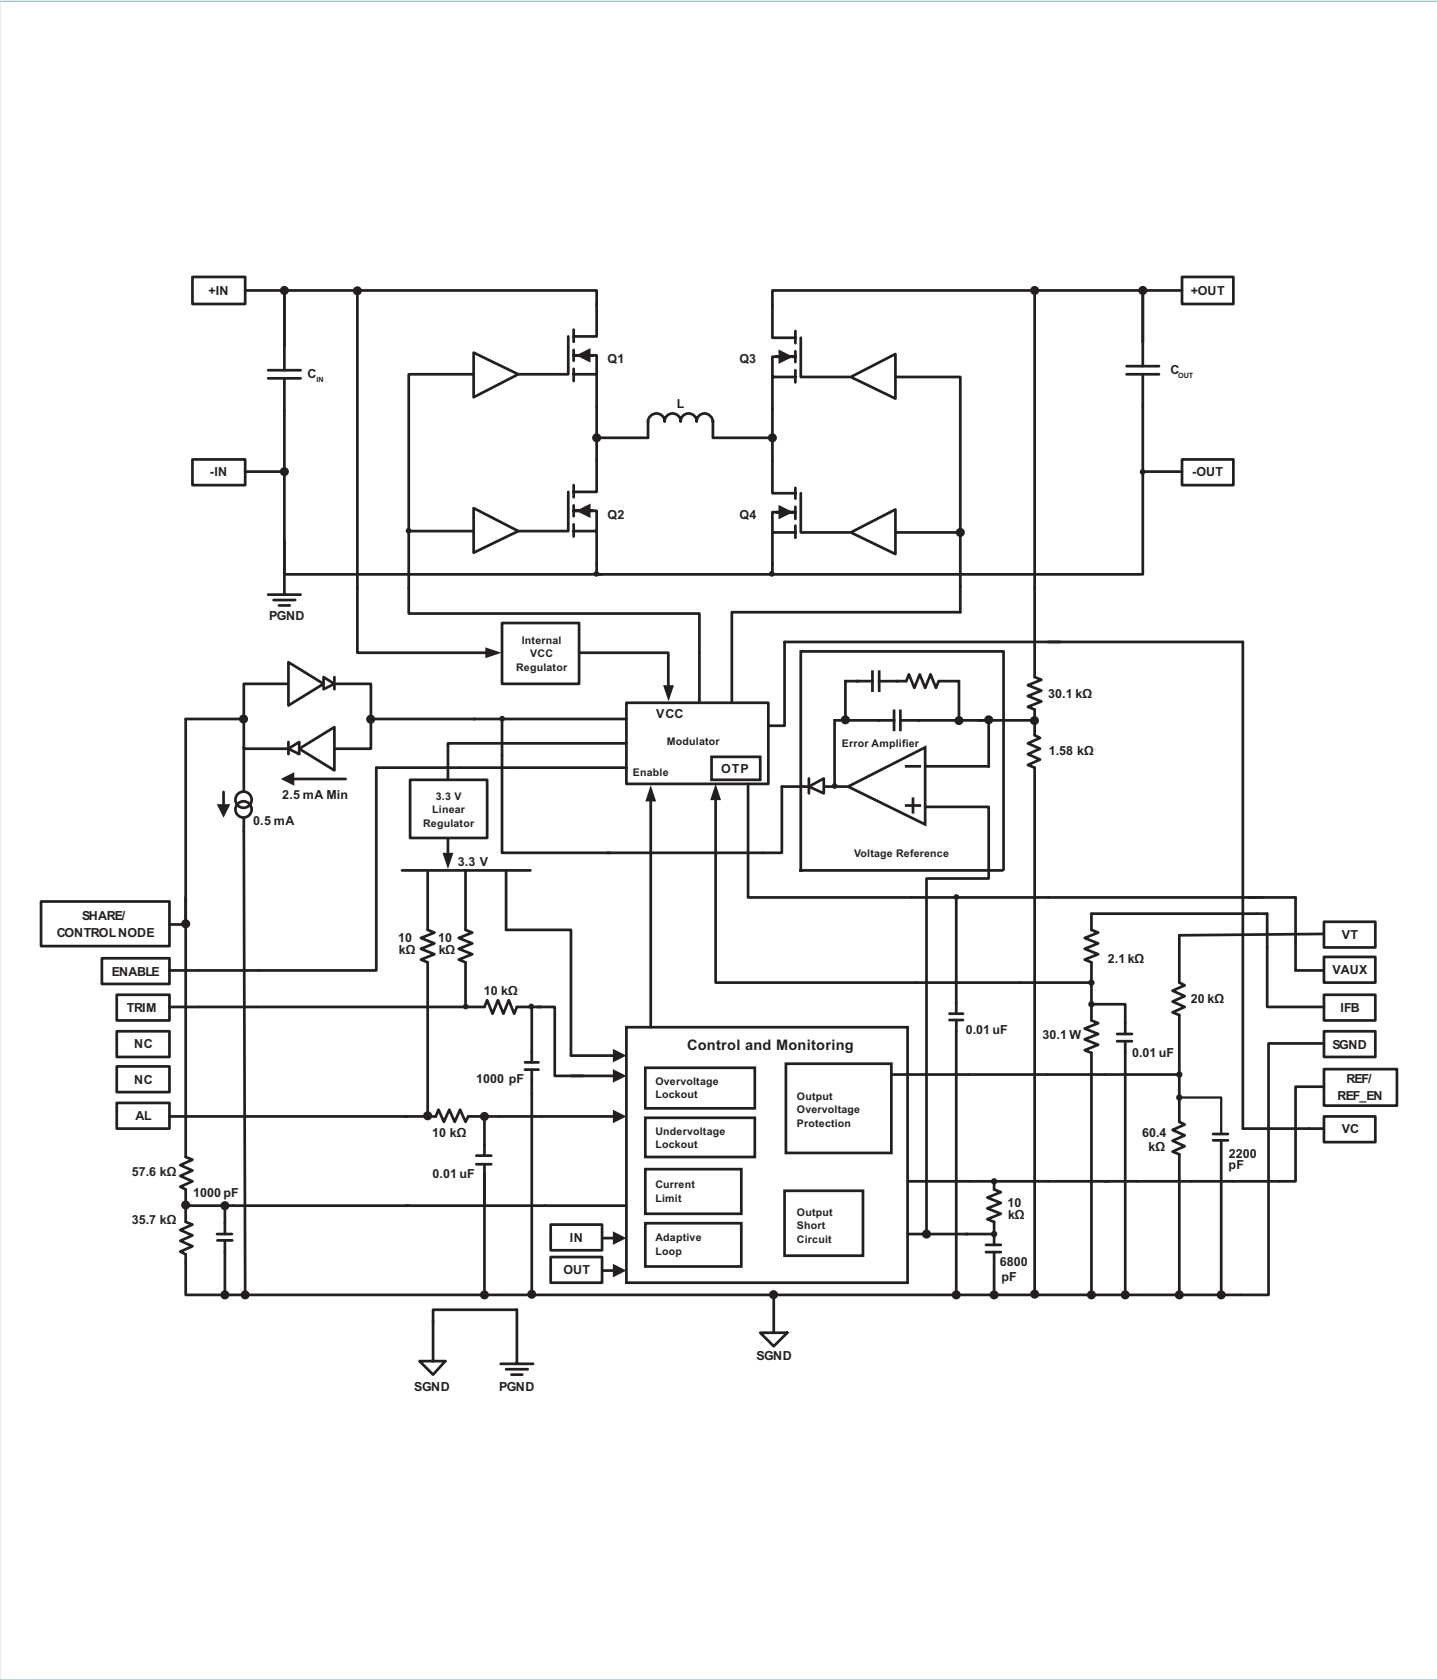 +IN
+OUT
Q1
Q3
CIN
COUT
L
-IN
-OUT
Q2
Q4
PGND
Internal
VCC
Regulator
VCC
Modulator
OTP
Enable
30.1 kΩ
Error Amplifier
1.58 kΩ
2.5 mA Min
0.5 mA
3.3 V
Linear
Regulator
Voltage Reference
3.3 V
SHARE/
CONTROL NODE
10
kΩ
10
kΩ
VT
2.1 kΩ
ENABLE
VAUX
10 kΩ
20 kΩ
TRIM
IFB
0.01 uF
30.1 W
0.01 uF
NC
SGND
Control and Monitoring
NC
1000 pF
Overvoltage
Lockout
Output
Overvoltage
Protection
REF/
REF_EN
AL
10 kΩ
Undervoltage
Lockout
60.4
kΩ
VC
2200
pF
57.6 kΩ
0.01 uF
Current
Limit
1000 pF
10
kΩ
35.7 kΩ
Output
Short
Circuit
IN
Adaptive
Loop
OUT
6800
pF
SGND
SGND
PGND